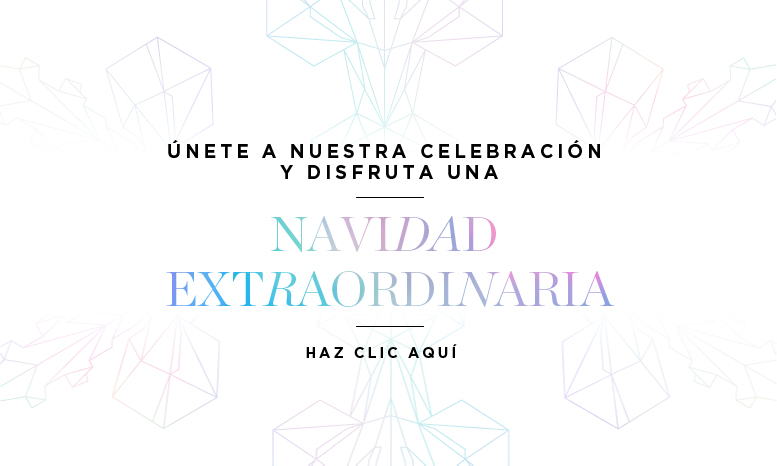 ÚNETE A NUESTRA CELEBRACIÓN
Y DISFRUTA UNA
NAVIDAD
EXTRAORDINARIA
HAZ CLIC AQUÍ